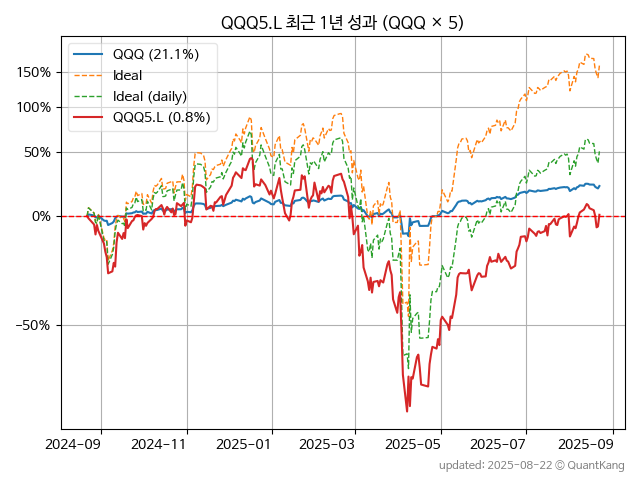 QQQ5.L 최근 1년 성과 (QQQ × 5)
QQQ (21.1%)
Ideal
Ideal (daily)
QQQ5.L (0.8%)
150%
100%
50%
0%
−50%
2024-09 2024-11 2025-01 2025-03 2025-05 2025-07 2025-09
updated: 2025-08-22 © QuantKang